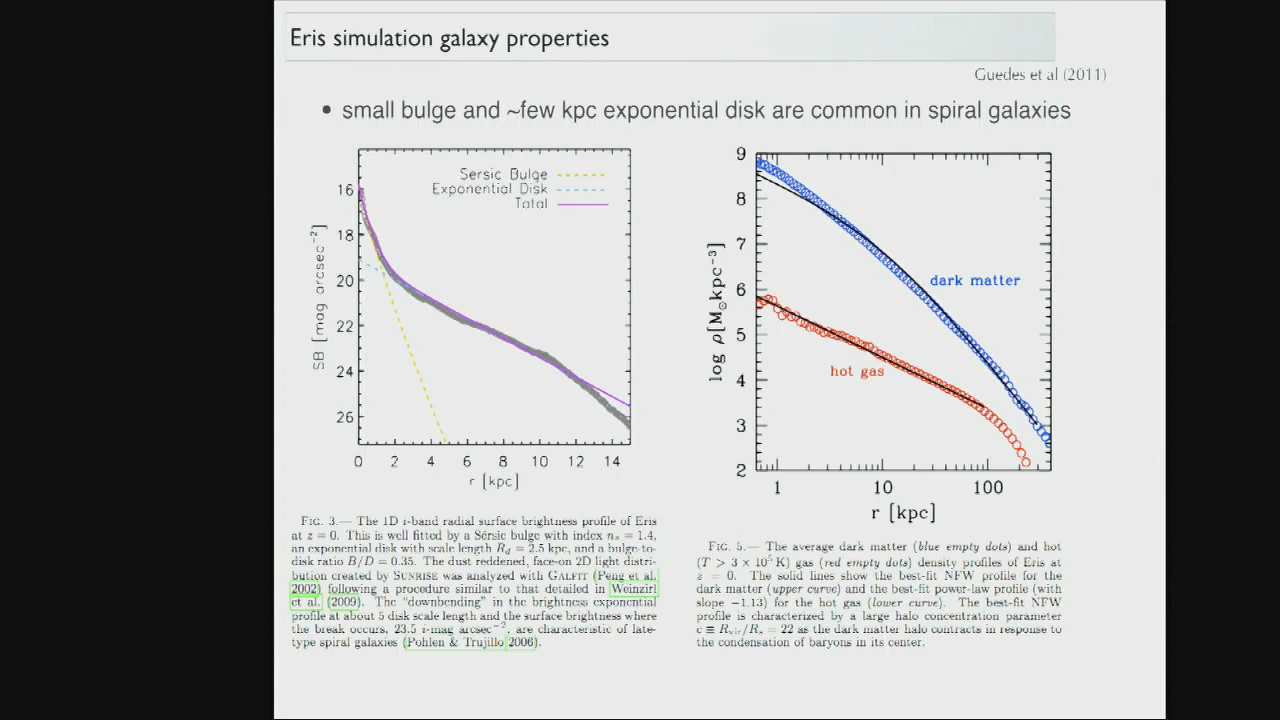 Eris simulation galaxy properties
Guedes et al (2011)
• small bulge and ~few kpc exponential disk are common in spiral galaxies
Sersic Bulge
Exponential Disk
Total
16
18
20
22
24
26
SB [mag arcsec⁻²]
0 2 4 6 8 10 12 14
r [kpc]
9
8
7
6
5
4
3
2
log ρ[M☉kpc⁻³]
dark matter
hot gas
1 10 100
r [kpc]
FIG. 3.— The 1D i-band radial surface brightness profile of Eris
at z = 0. This is well fitted by a Sérsic bulge with index nₛ = 1.4,
an exponential disk with scale length R_d = 2.5 kpc, and a bulge-to-
disk ratio B/D = 0.35. The dust reddened, face-on 2D light distri-
bution created by SUNRISE was analyzed with GALFIT (Peng et al.
2002) following a procedure similar to that detailed in Weinzirl
et al. (2009). The “downbending” in the brightness exponential
profile at about 5 disk scale length and the surface brightness where
the break occurs, 23.5 i-mag arcsec⁻², are characteristic of late-
type spiral galaxies (Pohlen & Trujillo 2006).
FIG. 5.— The average dark matter (blue empty dots) and hot
(T > 3 × 10⁵ K) gas (red empty dots) density profiles of Eris at
z = 0. The solid lines show the best-fit NFW profile for the
dark matter (upper curve) and the best-fit power-law profile (with
slope −1.13) for the hot gas (lower curve). The best-fit NFW
profile is characterized by a large halo concentration parameter
c ≡ R_vir/R_s = 22 as the dark matter halo contracts in response to
the condensation of baryons in its center.